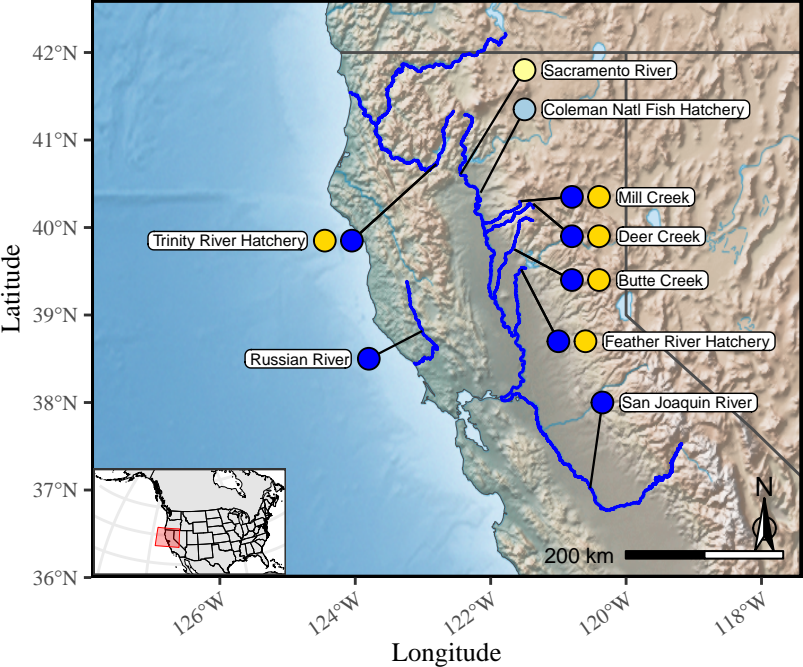 42°N
Sacramento River
Coleman Natl Fish Hatchery
41°N
Mill Creek
40°N
Deer Creek
Trinity River Hatchery
Butte Creek
Latitude
39°N
Feather River Hatchery
Russian River
38°N
San Joaquin River
37°N
N
200 km
36°N
126°W
124°W
122°W
120°W
118°W
Longitude